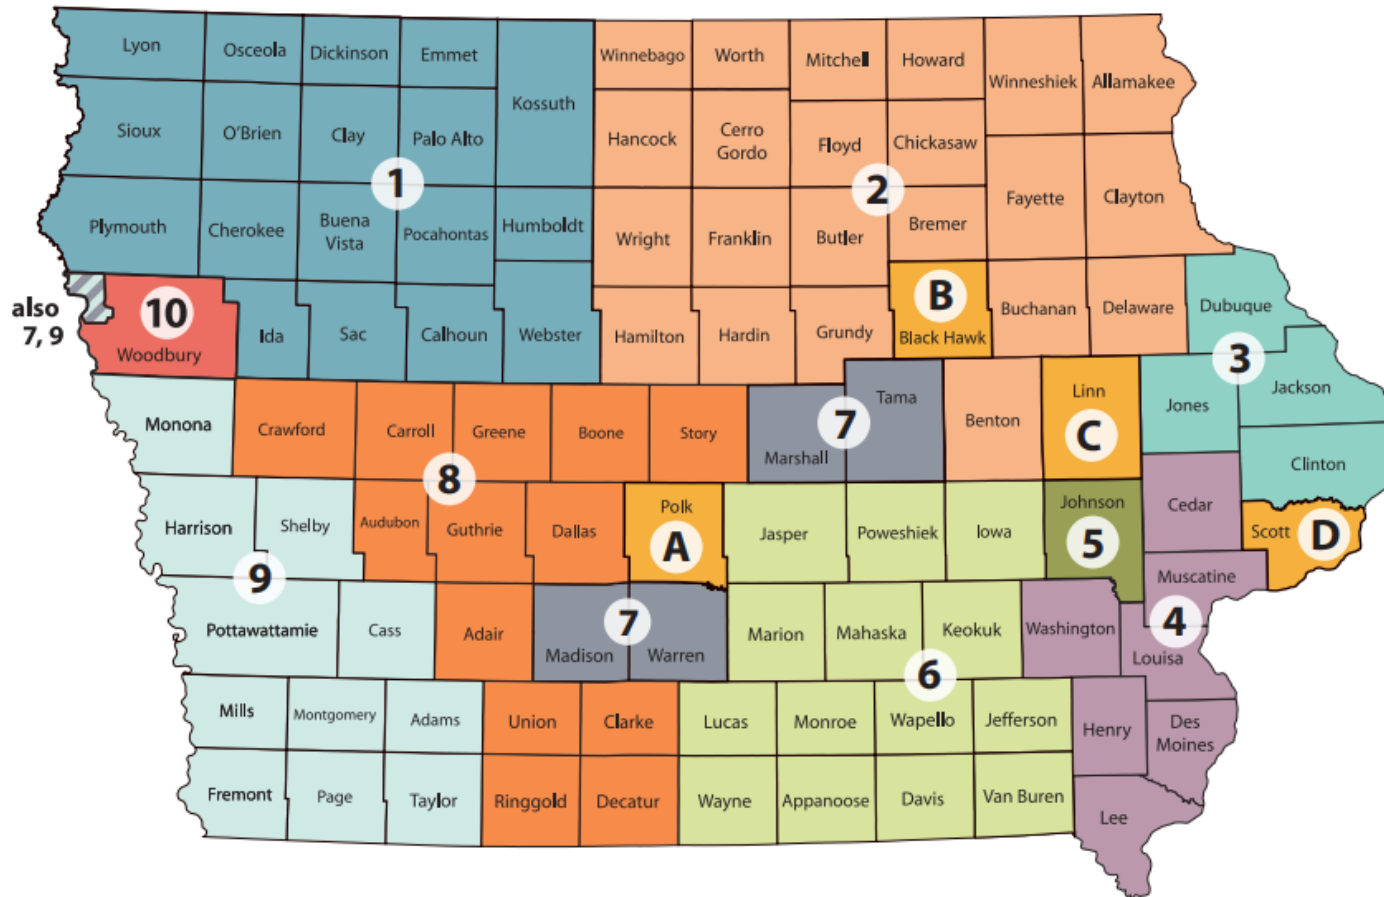 Lyon
Osceola
Dickinson
Emmet
Kossuth
Winnebago
Worth
Mitchell
Howard
Winneshiek
Allamakee
Sioux
O'Brien
Clay
Palo Alto
Hancock
Cerro
Gordo
Floyd
Chickasaw
1
2
Plymouth
Cherokee
Buena
Vista
Pocahontas
Humboldt
Wright
Franklin
Butler
Bremer
Fayette
Clayton
also
7, 9
10
Woodbury
Ida
Sac
Calhoun
Webster
Hamilton
Hardin
Grundy
B
Black Hawk
Buchanan
Delaware
Dubuque
3
Monona
Crawford
Carroll
Greene
Boone
Story
Marshall
7
Tama
Benton
Linn
C
Jones
Jackson
Clinton
8
Harrison
Shelby
Audubon
Guthrie
Dallas
Polk
A
Jasper
Poweshiek
Iowa
Johnson
5
Cedar
Scott
D
9
Muscatine
Pottawattamie
Cass
Adair
7
Madison
Warren
Marion
Mahaska
Keokuk
Washington
4
Louisa
6
Mills
Montgomery
Adams
Union
Clarke
Lucas
Monroe
Wapello
Jefferson
Henry
Des
Moines
Fremont
Page
Taylor
Ringgold
Decatur
Wayne
Appanoose
Davis
Van Buren
Lee